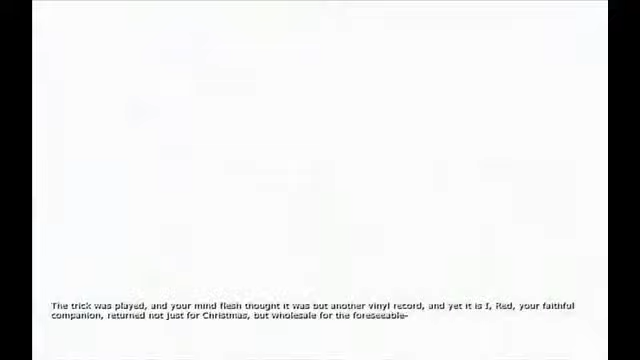 The trick was played, and your mind flesh thought it was but another vinyl record, and yet it is I, Red, your faithful
companion, returned not just for Christmas, but wholesale for the foreseeable-